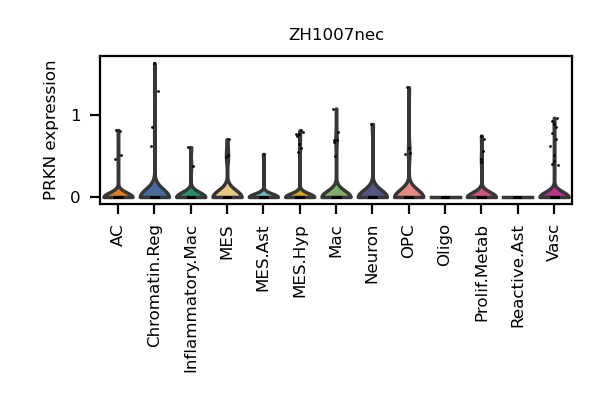 ZH1007nec
PRKN expression
1
0
AC
Chromatin.Reg
Inflammatory.Mac
MES
MES.Ast
MES.Hyp
Mac
Neuron
OPC
Oligo
Prolif.Metab
Reactive.Ast
Vasc